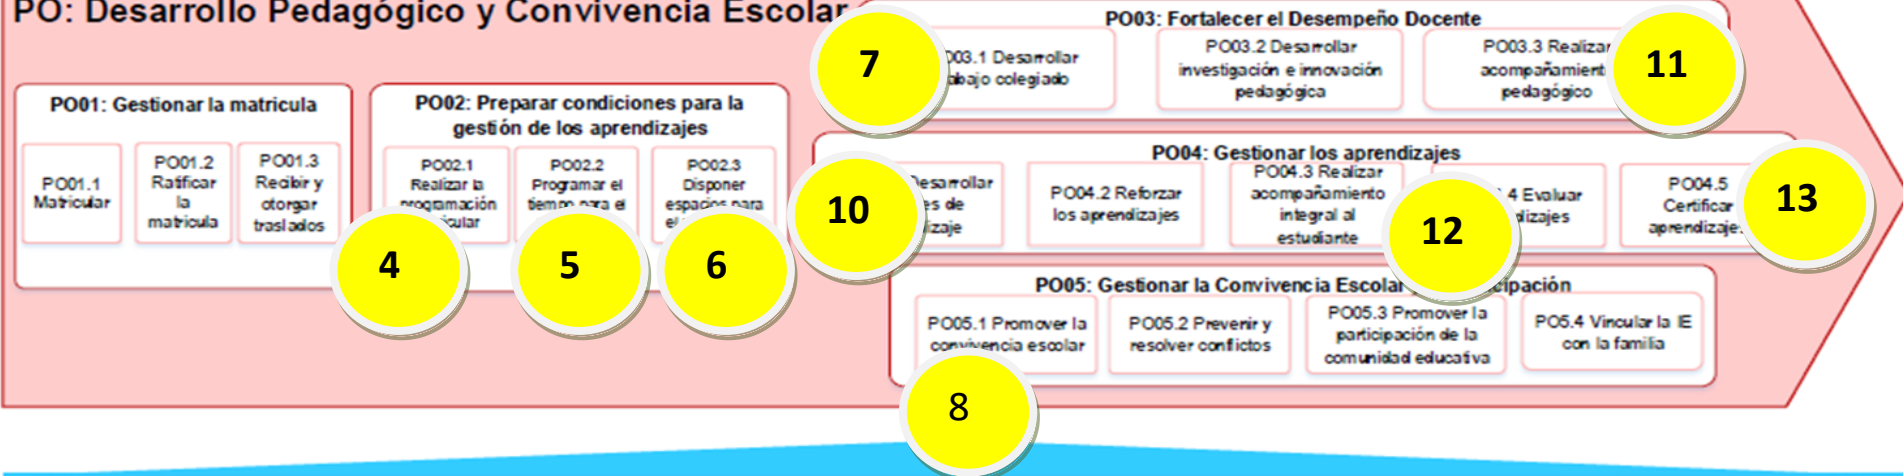 PO: Desarrollo Pedagógico y Convivencia Escolar
PO01: Gestionar la matricula
PO01.1
Matricular
PO01.2
Ratificar
la
matricula
PO01.3
Recibir y
otorgar
traslados
PO02: Preparar condiciones para la
gestión de los aprendizajes
PO02.1
Realizar la
programación
PO02.2
Programar el
tiempo para el
PO02.3
Disponer
espacios para
4
5
6
PO03: Fortalecer el Desempeño Docente
7
03.1 Desarrollar
colegiado
PO03.2 Desarrollar
investigación e innovación
pedagógica
PO03.3 Realizar
acompañamiento
pedagógico
11
PO04: Gestionar los aprendizajes
10
Desarrollar
de
PO04.2 Reforzar
los aprendizajes
PO04.3 Realizar
acompañamiento
integral al
estudiante
12
4 Evaluar
PO04.5
Certificar
aprendizaje
13
PO05: Gestionar la Convivencia Escolar
PO05.1 Promover la
convivencia escolar
PO05.2 Prevenir y
resolver conflictos
PO05.3 Promover la
participación de la
comunidad educativa
PO5.4 Vincular la IE
con la familia
8